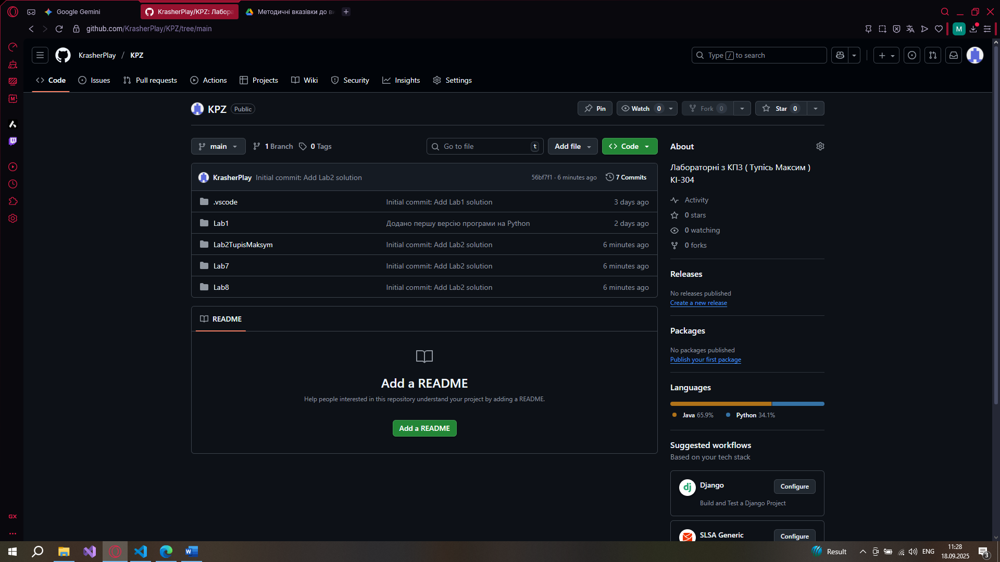 Google Gemini
KrasherPlay/KPZ: Лабора
Методичні вказівки до ви
github.com/KrasherPlay/KPZ/tree/main
M
KrasherPlay / KPZ
Type / to search
Code
Issues
Pull requests
Actions
Projects
Wiki
Security
Insights
Settings
KPZ Public
Pin
Watch 0
Fork 0
Star 0
main
1 Branch
0 Tags
Go to file t
Add file
Code
KrasherPlay Initial commit: Add Lab2 solution 56bf7f1 · 6 minutes ago 7 Commits
.vscode Initial commit: Add Lab1 solution 3 days ago
Lab1 Додано першу версію програми на Python 2 days ago
Lab2TupisMaksym Initial commit: Add Lab2 solution 6 minutes ago
Lab7 Initial commit: Add Lab2 solution 6 minutes ago
Lab8 Initial commit: Add Lab2 solution 6 minutes ago
README
Add a README
Help people interested in this repository understand your project by adding a README.
Add a README
About
Лабораторні з КПЗ ( Тупісь Максим )
КІ-304
Activity
0 stars
0 watching
0 forks
Releases
No releases published
Create a new release
Packages
No packages published
Publish your first package
Languages
Java 65.9% Python 34.1%
Suggested workflows
Based on your tech stack
dj
Django
Configure
Build and Test a Django Project
SLSA Generic
Configure
GX
Result
ENG
11:28
18.09.2025
3